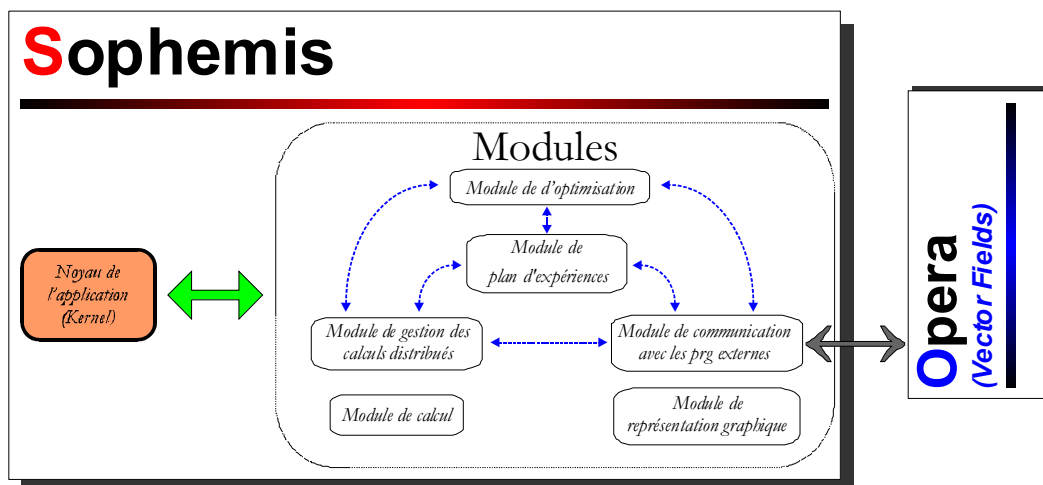 Sophemis
Modules
Module de d'optimisation
Module de
plan d'expériences
Noyau de
l'application
(Kernel)
Module de gestion des
calculs distribués
Module de communication
avec les prg externes
Module de calcul
Module de
représentation graphique
Opera
(Vector Fields)